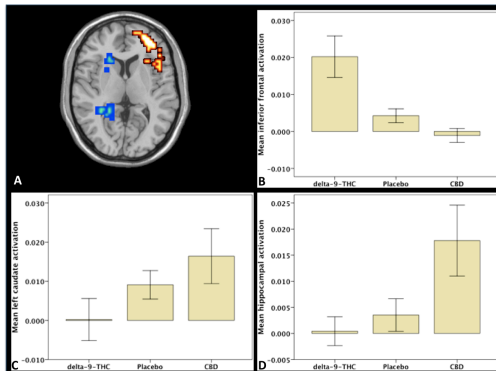 A
Mean inferior frontal activation
0.030
0.020
0.010
0.000
-0.010
delta-9-THC Placebo CBD
B
Mean left caudate activation
0.030
0.020
0.010
0.000
-0.010
delta-9-THC Placebo CBD
C
Mean hippocampal activation
0.025
0.020
0.015
0.010
0.005
0.000
-0.005
delta-9-THC Placebo CBD
D